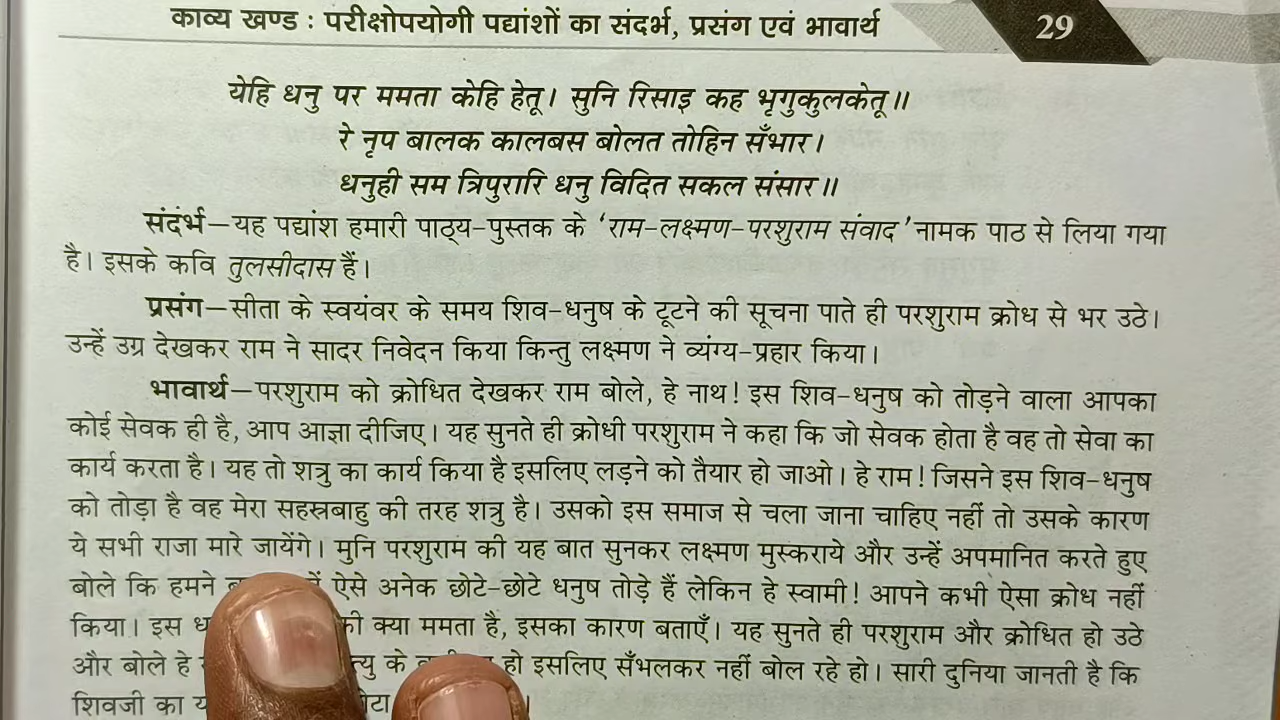 काव्य खण्ड : परीक्षोपयोगी पद्यांशों का संदर्भ, प्रसंग एवं भावार्थ 29
येहि धनु पर ममता केहि हेतू। सुनि रिसाइ कह भृगुकुलकेतू॥
रे नृप बालक कालबस बोलत तोहिन सँभार।
धनुही सम त्रिपुरारि धनु विदित सकल संसार॥
संदर्भ—यह पद्यांश हमारी पाठ्य-पुस्तक के 'राम-लक्ष्मण-परशुराम संवाद' नामक पाठ से लिया गया
है। इसके कवि तुलसीदास हैं।
प्रसंग—सीता के स्वयंवर के समय शिव-धनुष के टूटने की सूचना पाते ही परशुराम क्रोध से भर उठे।
उन्हें उग्र देखकर राम ने सादर निवेदन किया किन्तु लक्ष्मण ने व्यंग्य-प्रहार किया।
भावार्थ—परशुराम को क्रोधित देखकर राम बोले, हे नाथ! इस शिव-धनुष को तोड़ने वाला आपका
कोई सेवक ही है, आप आज्ञा दीजिए। यह सुनते ही क्रोधी परशुराम ने कहा कि जो सेवक होता है वह तो सेवा का
कार्य करता है। यह तो शत्रु का कार्य किया है इसलिए लड़ने को तैयार हो जाओ। हे राम! जिसने इस शिव-धनुष
को तोड़ा है वह मेरा सहस्रबाहु की तरह शत्रु है। उसको इस समाज से चला जाना चाहिए नहीं तो उसके कारण
ये सभी राजा मारे जायेंगे। मुनि परशुराम की यह बात सुनकर लक्ष्मण मुस्कराये और उन्हें अपमानित करते हुए
बोले कि हमने ऐसे अनेक छोटे-छोटे धनुष तोड़े हैं लेकिन हे स्वामी! आपने कभी ऐसा क्रोध नहीं
किया। इस की क्या ममता है, इसका कारण बताएँ। यह सुनते ही परशुराम और क्रोधित हो उठे
और बोले हे के हो इसलिए सँभलकर नहीं बोल रहे हो। सारी दुनिया जानती है कि
शिवजी का